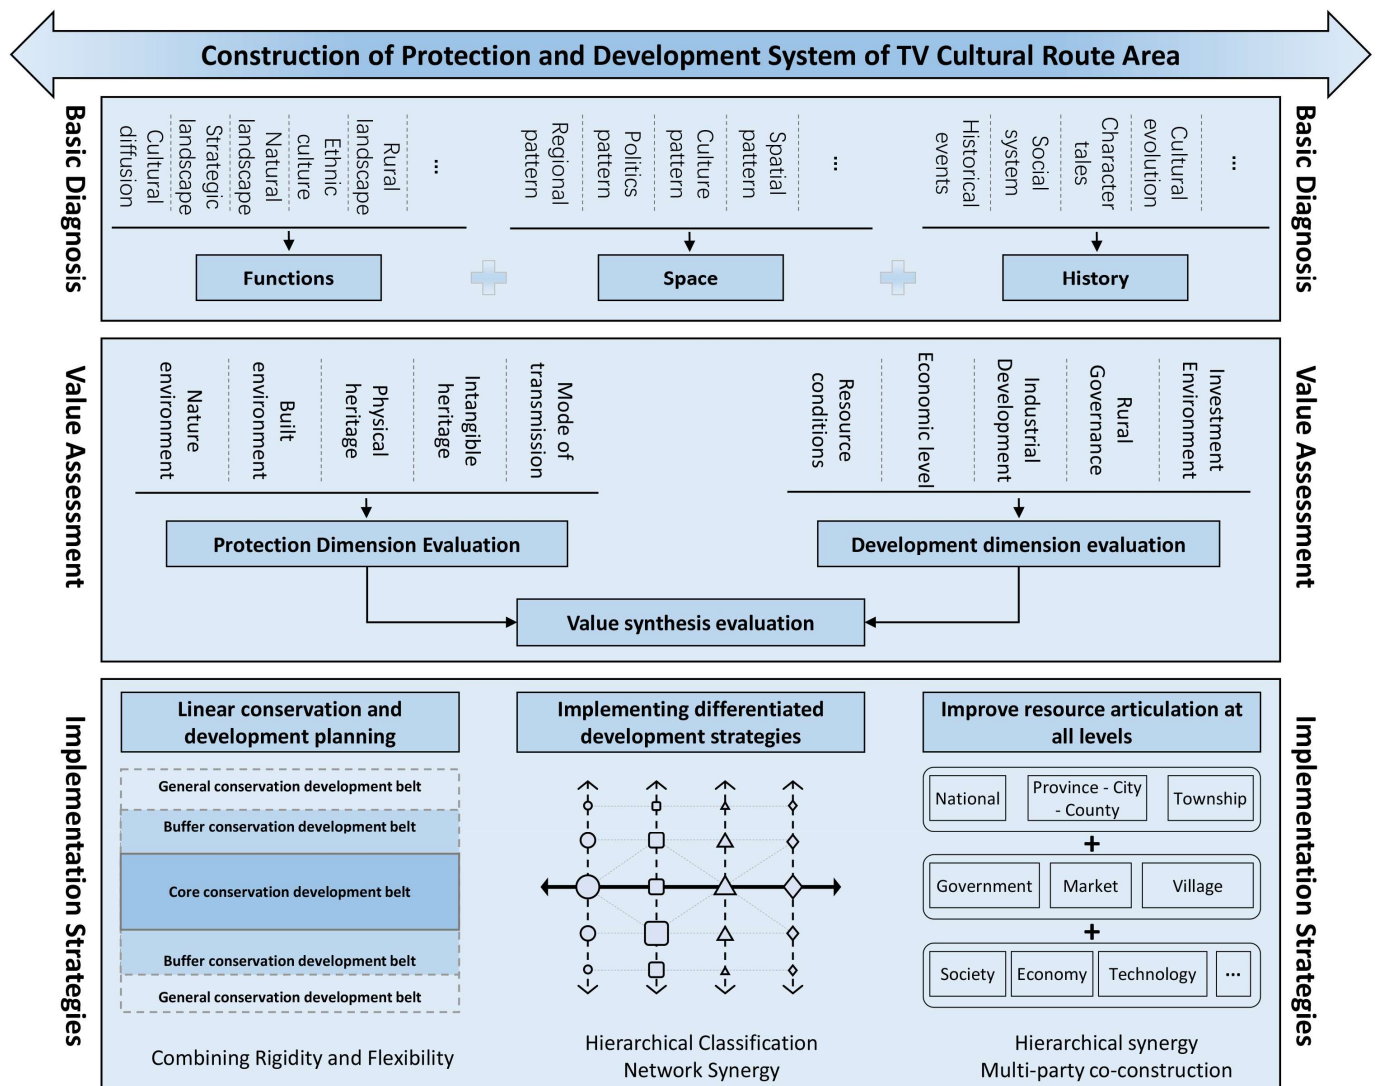 Construction of Protection and Development System of TV Cultural Route Area
Basic Diagnosis
Cultural
diffusion
Strategic
landscape
Natural
landscape
Ethnic
culture
Rural
landscape
...
Functions
Regional
pattern
Politics
pattern
Culture
pattern
Spatial
pattern
...
Space
Historical
events
Social
system
Character
tales
Cultural
evolution
...
History
Basic Diagnosis
Value Assessment
Nature
environment
Built
environment
Physical
heritage
Intangible
heritage
Mode of
transmission
Protection Dimension Evaluation
Resource
conditions
Economic level
Industrial
Development
Rural
Governance
Investment
Environment
Development dimension evaluation
Value synthesis evaluation
Value Assessment
Implementation Strategies
Linear conservation and
development planning
General conservation development belt
Buffer conservation development belt
Core conservation development belt
Buffer conservation development belt
General conservation development belt
Combining Rigidity and Flexibility
Implementing differentiated
development strategies
Hierarchical Classification
Network Synergy
Improve resource articulation at
all levels
National
Province - City
- County
Township
+
Government
Market
Village
+
Society
Economy
Technology
...
Hierarchical synergy
Multi-party co-construction
Implementation Strategies